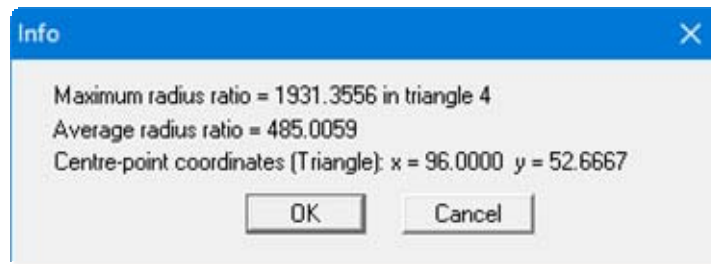 Info
Maximum radius ratio = 1931.3556 in triangle 4
Average radius ratio = 485.0059
Centre-point coordinates (Triangle): x = 96.0000 y = 52.6667
OK Cancel